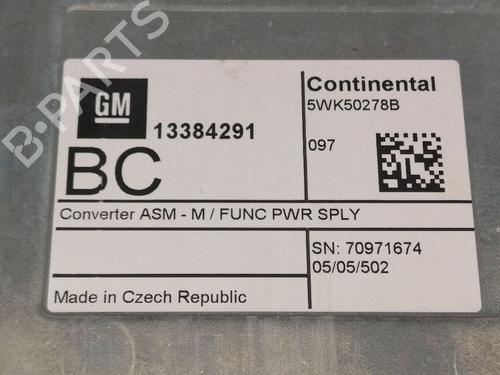 B-PARTS
GM
13384291
BC
Continental
5WK50278B
097
Converter ASM - M / FUNC PWR SPLY
SN: 70971674
05/05/502
Made in Czech Republic